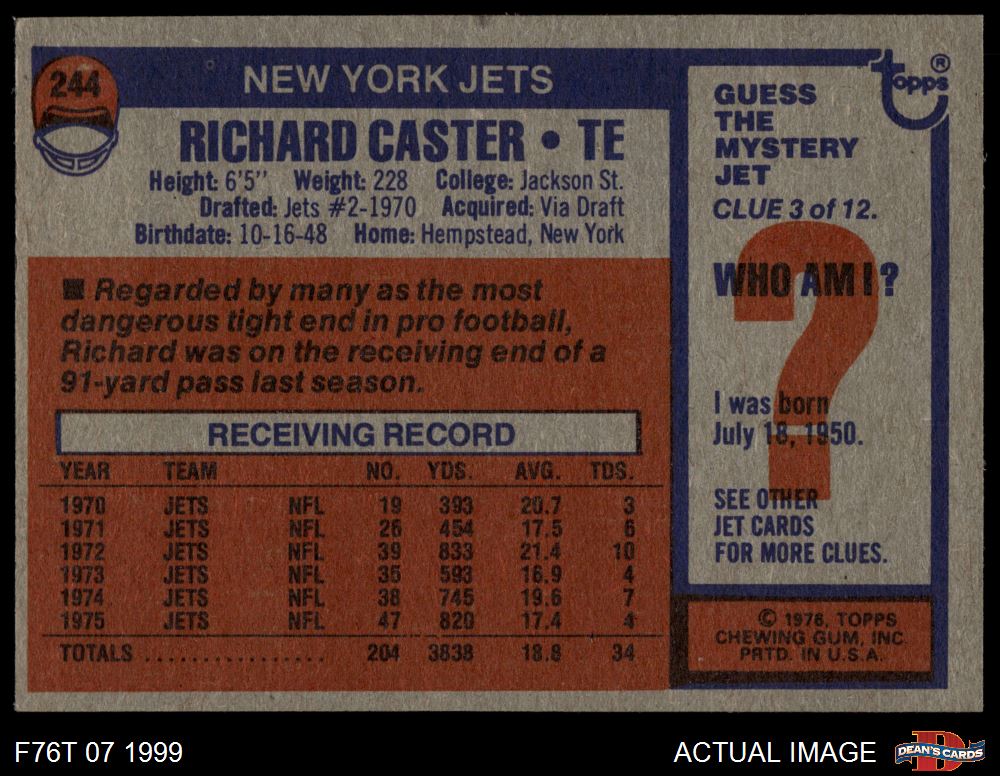 244
NEW YORK JETS
RICHARD CASTER • TE
Height: 6'5" Weight: 228 College: Jackson St.
Drafted: Jets #2-1970 Acquired: Via Draft
Birthdate: 10-16-48 Home: Hempstead, New York
■ Regarded by many as the most
dangerous tight end in pro football,
Richard was on the receiving end of a
91-yard pass last season.
RECEIVING RECORD
YEAR TEAM NO. YDS. AVG. TDS.
1970 JETS NFL 19 393 20.7 3
1971 JETS NFL 26 454 17.5 6
1972 JETS NFL 39 833 21.4 10
1973 JETS NFL 35 593 16.9 4
1974 JETS NFL 38 745 19.6 7
1975 JETS NFL 47 820 17.4 4
TOTALS ................. 204 3838 18.8 34
topps ®
GUESS
THE
MYSTERY
JET
CLUE 3 of 12.
WHO AM I?
?
I was born
July 18, 1950.
SEE OTHER
JET CARDS
FOR MORE CLUES.
© 1976, TOPPS
CHEWING GUM, INC.
PRTD. IN U.S.A.
F76T 07 1999
ACTUAL IMAGE
D
DEAN'S CARDS